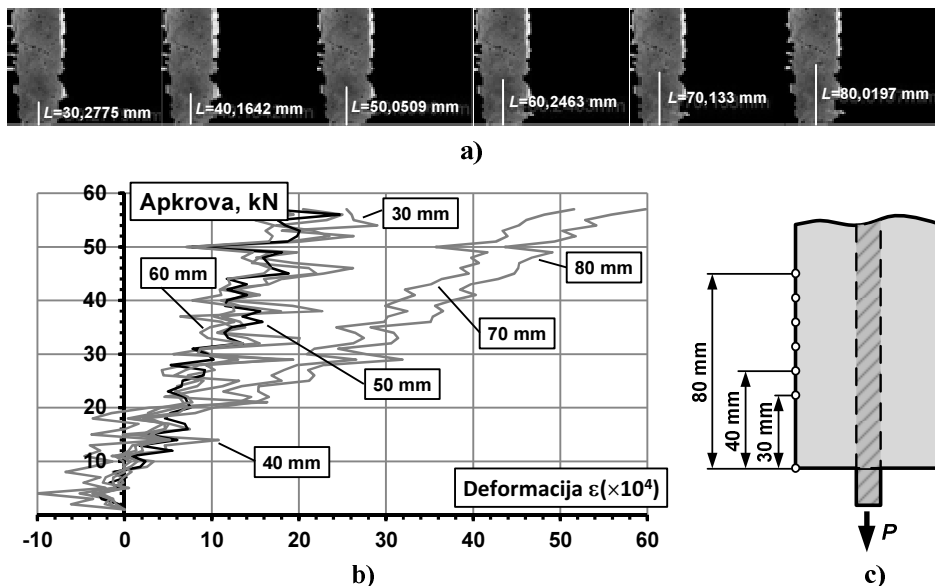 L=30,2775 mm L=40,1642 mm L=50,0509 mm L=60,2463 mm L=70,133 mm L=80,0197 mm
a)
60
50
40
30
20
10
-10 0 10 20 30 40 50 60
Apkrova, kN
30 mm
60 mm
80 mm
70 mm
50 mm
40 mm
Deformacija ε(×10⁴)
b)
80 mm
40 mm
30 mm
P
c)